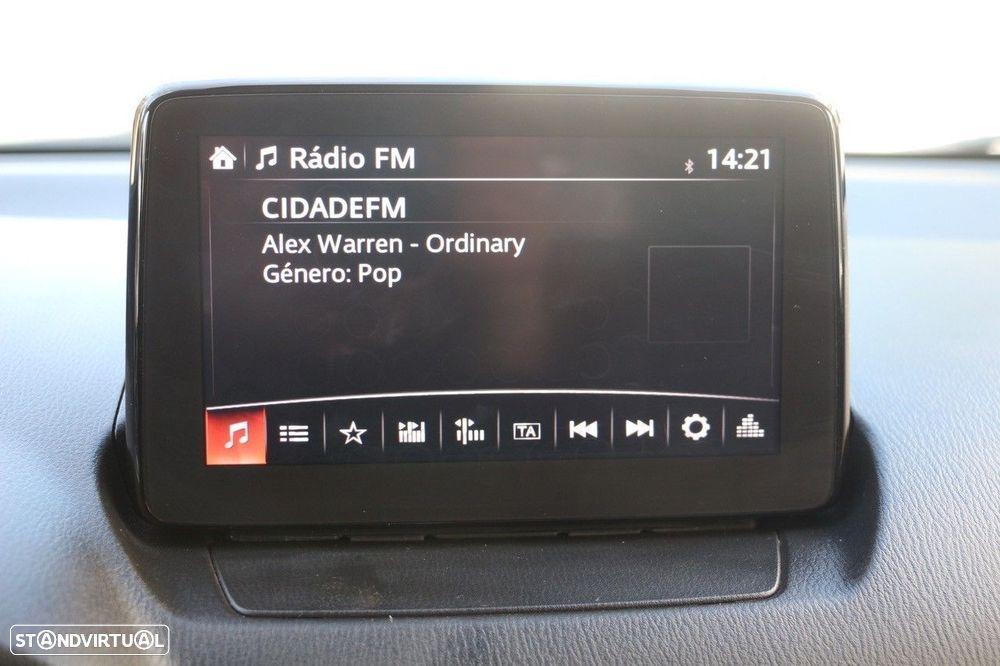 Rádio FM
14:21
CIDADEFM
Alex Warren - Ordinary
Género: Pop
TA
STANDVIRTUAL